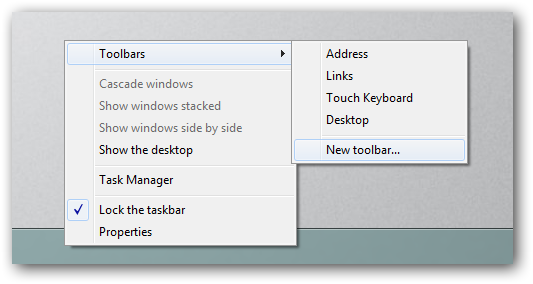 Toolbars
Cascade windows
Show windows stacked
Show windows side by side
Show the desktop
Task Manager
Lock the taskbar
Properties
Address
Links
Touch Keyboard
Desktop
New toolbar...